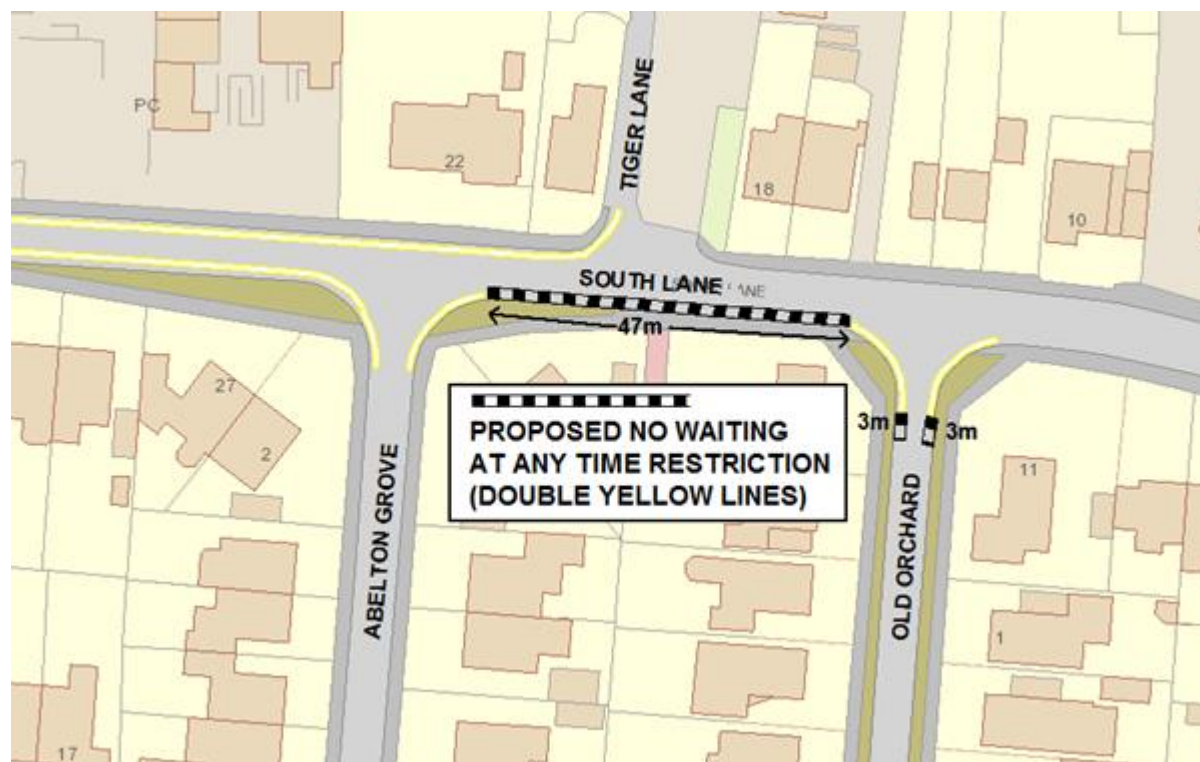 PC
22
TIGER LANE
18
10
SOUTH LANE
47m
27
2
PROPOSED NO WAITING
AT ANY TIME RESTRICTION
(DOUBLE YELLOW LINES)
3m
3m
11
ABELTON GROVE
OLD ORCHARD
1
17